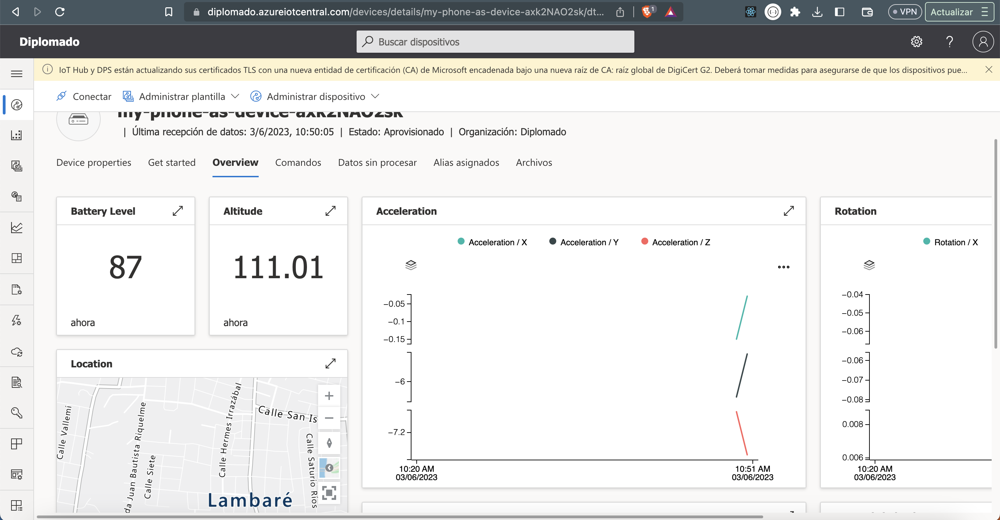 diplomado.azureiotcentral.com/devices/details/my-phone-as-device-axk2NAO2sk/dt...
1
VPN
Actualizar
Diplomado
Buscar dispositivos
IoT Hub y DPS están actualizando sus certificados TLS con una nueva entidad de certificación (CA) de Microsoft encadenada bajo una nueva raíz de CA: raíz global de DigiCert G2. Deberá tomar medidas para asegurarse de que los dispositivos pue...
Conectar
Administrar plantilla
Administrar dispositivo
my-phone-as-device-axk2NAO2sk
| Última recepción de datos: 3/6/2023, 10:50:05 | Estado: Aprovisionado | Organización: Diplomado
Device properties
Get started
Overview
Comandos
Datos sin procesar
Alias asignados
Archivos
Battery Level
87
ahora
Altitude
111.01
ahora
Location
Calle Vallemí
da Juan Bautista Riquelme
Calle Siete
Calle Hermes Irrazábal
Calle San Is
Calle Saturio Ríos
Lambaré
Acceleration
Acceleration / X
Acceleration / Y
Acceleration / Z
−0.05
−0.1
−0.15
−6
−7.2
10:20 AM
03/06/2023
10:51 AM
03/06/2023
Rotation
Rotation / X
−0.04
−0.05
−0.06
−0.06
−0.07
−0.08
0.008
0.006
10:20 AM
03/06/2023